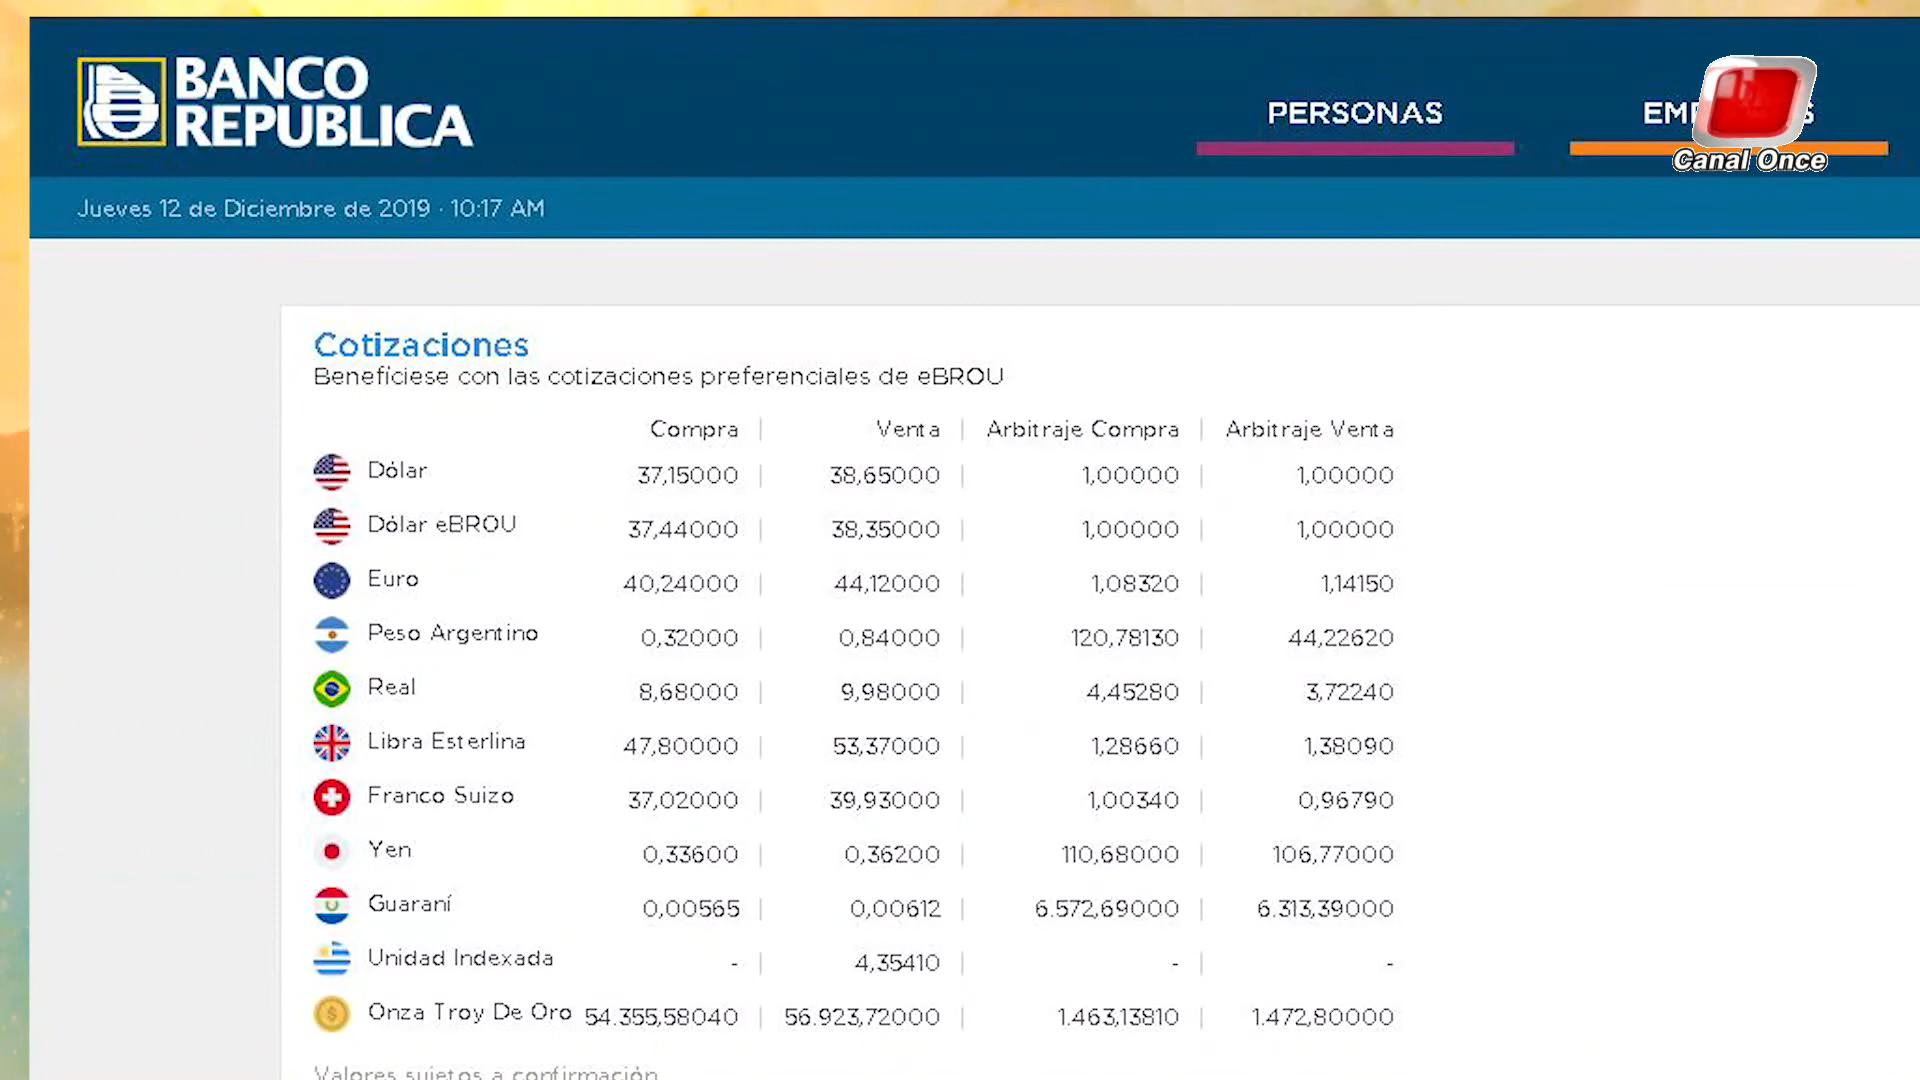 BANCO
REPUBLICA
PERSONAS
Canal Once
Jueves 12 de Diciembre de 2019 · 10:17 AM
Cotizaciones
Benefíciese con las cotizaciones preferenciales de eBROU
Compra Venta Arbitraje Compra Arbitraje Venta
Dólar 37,15000 38,65000 1,00000 1,00000
Dólar eBROU 37,44000 38,35000 1,00000 1,00000
Euro 40,24000 44,12000 1,08320 1,14150
Peso Argentino 0,32000 0,84000 120,78130 44,22620
Real 8,68000 9,98000 4,45280 3,72240
Libra Esterlina 47,80000 53,37000 1,28660 1,38090
Franco Suizo 37,02000 39,93000 1,00340 0,96790
Yen 0,33600 0,36200 110,68000 106,77000
Guaraní 0,00565 0,00612 6.572,69000 6.313,39000
Unidad Indexada - 4,35410 - -
Onza Troy De Oro 54.355,58040 56.923,72000 1.463,13810 1.472,80000
Valores sujetos a confirmación